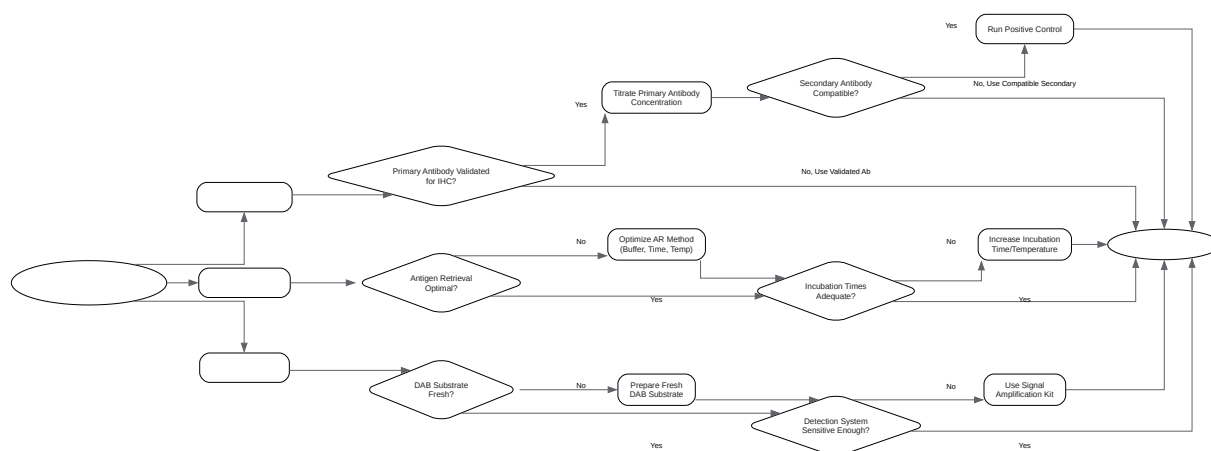 Yes
Run Positive Control
Secondary Antibody
Compatible?
No, Use Compatible Secondary
Titrate Primary Antibody
Concentration
Yes
Primary Antibody Validated
for IHC?
No, Use Validated Ab
No
Optimize AR Method
(Buffer, Time, Temp)
No
Increase Incubation
Time/Temperature
Antigen Retrieval
Optimal?
Incubation Times
Adequate?
Yes
Yes
DAB Substrate
Fresh?
No
Prepare Fresh
DAB Substrate
No
Use Signal
Amplification Kit
Detection System
Sensitive Enough?
Yes
Yes